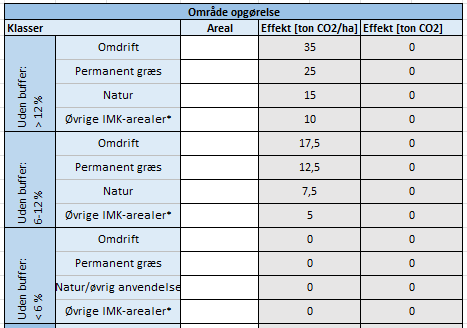 Område opgørelse
Klasser Areal Effekt [ton CO2/ha] Effekt [ton CO2]
Uden buffer:
> 12 %
Omdrift 35 0
Permanent græs 25 0
Natur 15 0
Øvrige IMK-arealer* 10 0
Uden buffer:
6-12 %
Omdrift 17,5 0
Permanent græs 12,5 0
Natur 7,5 0
Øvrige IMK-arealer* 5 0
Uden buffer:
< 6 %
Omdrift 0 0
Permanent græs 0 0
Natur/øvrig anvendelse 0 0
Øvrige IMK-arealer* 0 0